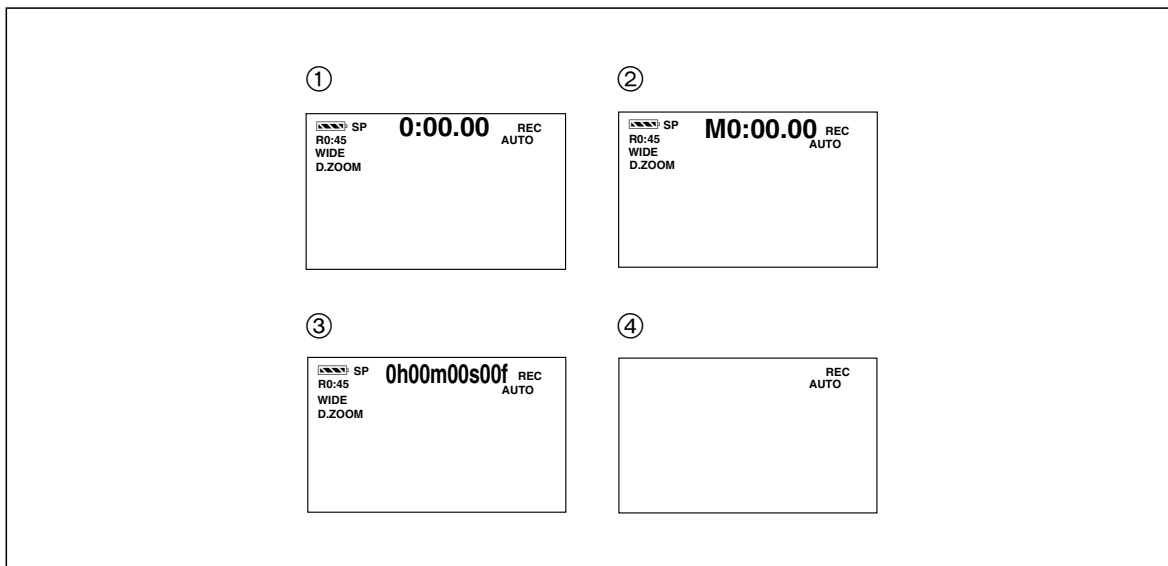 ①
SP 0:00.00 REC
R0:45 AUTO
WIDE
D.ZOOM
②
SP M0:00.00 REC
R0:45 AUTO
WIDE
D.ZOOM
③
SP 0h00m00s00f REC
R0:45 AUTO
WIDE
D.ZOOM
④
REC
AUTO